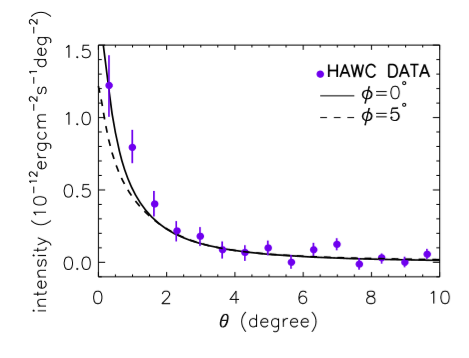 intensity (10⁻¹²ergcm⁻²s⁻¹deg⁻²)
1.5
1.0
0.5
0.0
HAWC DATA
ϕ=0°
ϕ=5°
0 2 4 6 8 10
θ (degree)